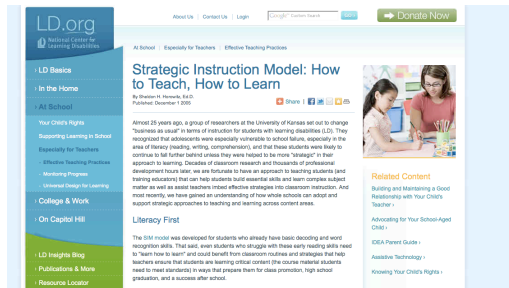 LD.org
National Center for
Learning Disabilities
About Us | Contact Us | Login
Google™ Custom Search
Donate Now
At School | Especially for Teachers | Effective Teaching Practices
› LD Basics
› In the Home
› At School
Your Child's Rights
Supporting Learning in School
Especially for Teachers
Effective Teaching Practices
Monitoring Progress
Universal Design for Learning
› College & Work
› On Capitol Hill
› LD Insights Blog
› Publications & More
› Resource Locator
Strategic Instruction Model: How
to Teach, How to Learn
By Sheldon H. Horowitz, Ed.D.
Published: December 1 2005
Share
Almost 25 years ago, a group of researchers at the University of Kansas set out to change
"business as usual" in terms of instruction for students with learning disabilities (LD). They
recognized that adolescents were especially vulnerable to school failure, especially in the
area of literacy (reading, writing, comprehension), and that these students were likely to
continue to fall further behind unless they were helped to be more "strategic" in their
approach to learning. Decades of classroom research and thousands of professional
development hours later, we are fortunate to have an approach to teaching students (and
training educators) that can help students build essential skills and learn complex subject
matter as well as assist teachers imbed effective strategies into classroom instruction. And
most recently, we have gained an understanding of how whole schools can adopt and
support strategic approaches to teaching and learning across content areas.
Literacy First
The SIM model was developed for students who already have basic decoding and word
recognition skills. That said, even students who struggle with these early reading skills need
to "learn how to learn" and could benefit from classroom routines and strategies that help
teachers ensure that students are learning critical content (the course material students
need to meet standards) in ways that prepare them for class promotion, high school
graduation, and a success after school.
Related Content
Building and Maintaining a Good
Relationship with Your Child's
Teacher ›
Advocating for Your School-Aged
Child ›
IDEA Parent Guide ›
Assistive Technology ›
Knowing Your Child's Rights ›